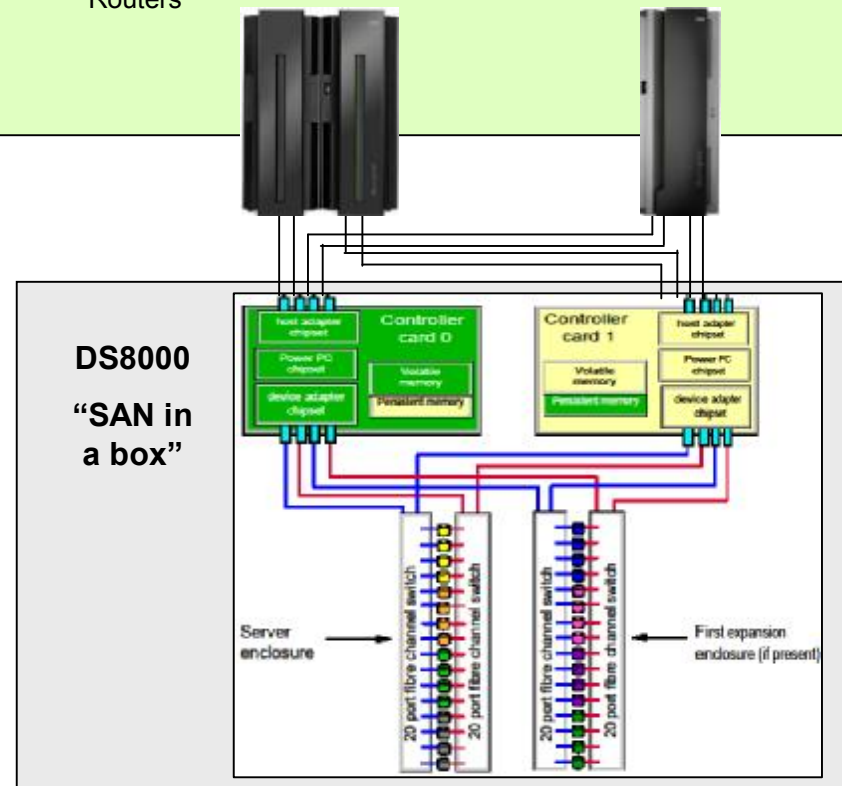 Routers
DS8000
“SAN in
a box”
host adapter
chipset
Controller
card 0
Power PC
chipset
Volatile
memory
device adapter
chipset
Persistent memory
Controller
card 1
host adapter
chipset
Volatile
memory
Power PC
chipset
Persistent memory
device adapter
chipset
20 port fibre channel switch
20 port fibre channel switch
20 port fibre channel switch
20 port fibre channel switch
Server
enclosure
First expansion
enclosure (if present)